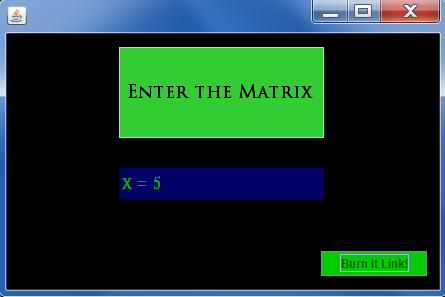 Enter the Matrix
x = 5
Burn it Link!